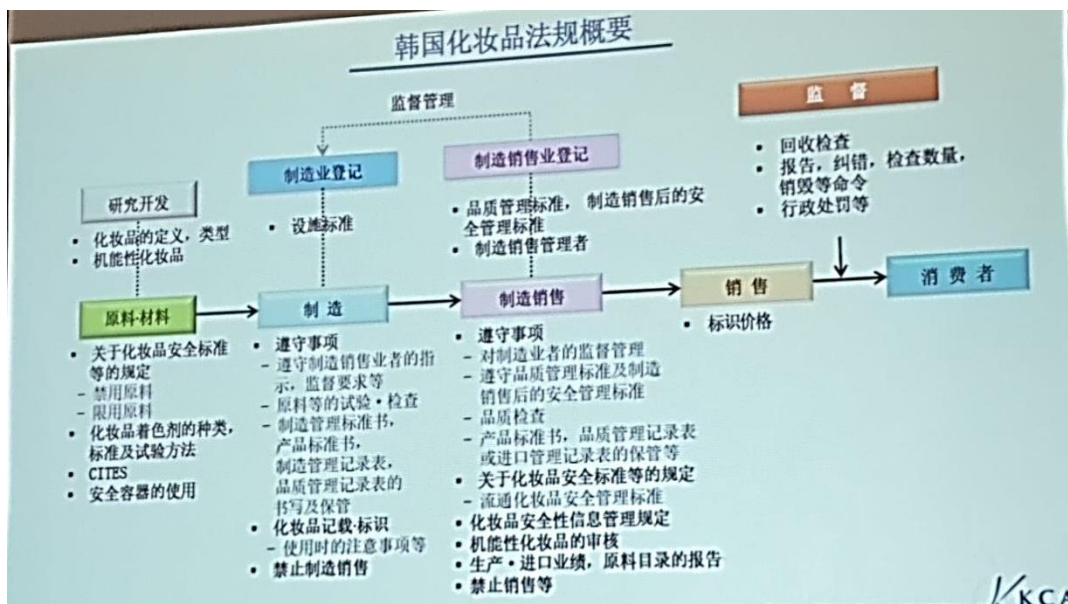 韩国化妆品法规概要
监督管理
监 督
▪ 回收检查
▪ 报告，纠错，检查数量，
销毁等命令
▪ 行政处罚等
制造业登记
制造销售业登记
研究开发
▪ 化妆品的定义，类型
▪ 机能性化妆品
▪ 设施标准
▪ 品质管理标准， 制造销售后的安
全管理标准
▪ 制造销售管理者
原料·材料
制 造
制造销售
销 售
消 费 者
▪ 关于化妆品安全标准
等的规定
– 禁用原料
– 限用原料
▪ 化妆品着色剂的种类，
标准及试验方法
▪ CITES
▪ 安全容器的使用
▪ 遵守事项
– 遵守制造销售业者的指
示，监督要求等
– 原料等的试验·检查
– 制造管理标准书，
产品标准书，
制造管理记录表，
品质管理记录表的
书写及保管
▪ 化妆品记载·标识
– 使用时的注意事项等
▪ 禁止制造销售
▪ 遵守事项
– 对制造业者的监督管理
– 遵守品质管理标准及制造
销售后的安全管理标准
– 品质检查
– 产品标准书，品质管理记录表
或进口管理记录表的保管等
▪ 关于化妆品安全标准等的规定
– 流通化妆品安全管理标准
▪ 化妆品安全性信息管理规定
▪ 机能性化妆品的审核
▪ 生产·进口业绩，原料目录的报告
▪ 禁止销售等
▪ 标识价格